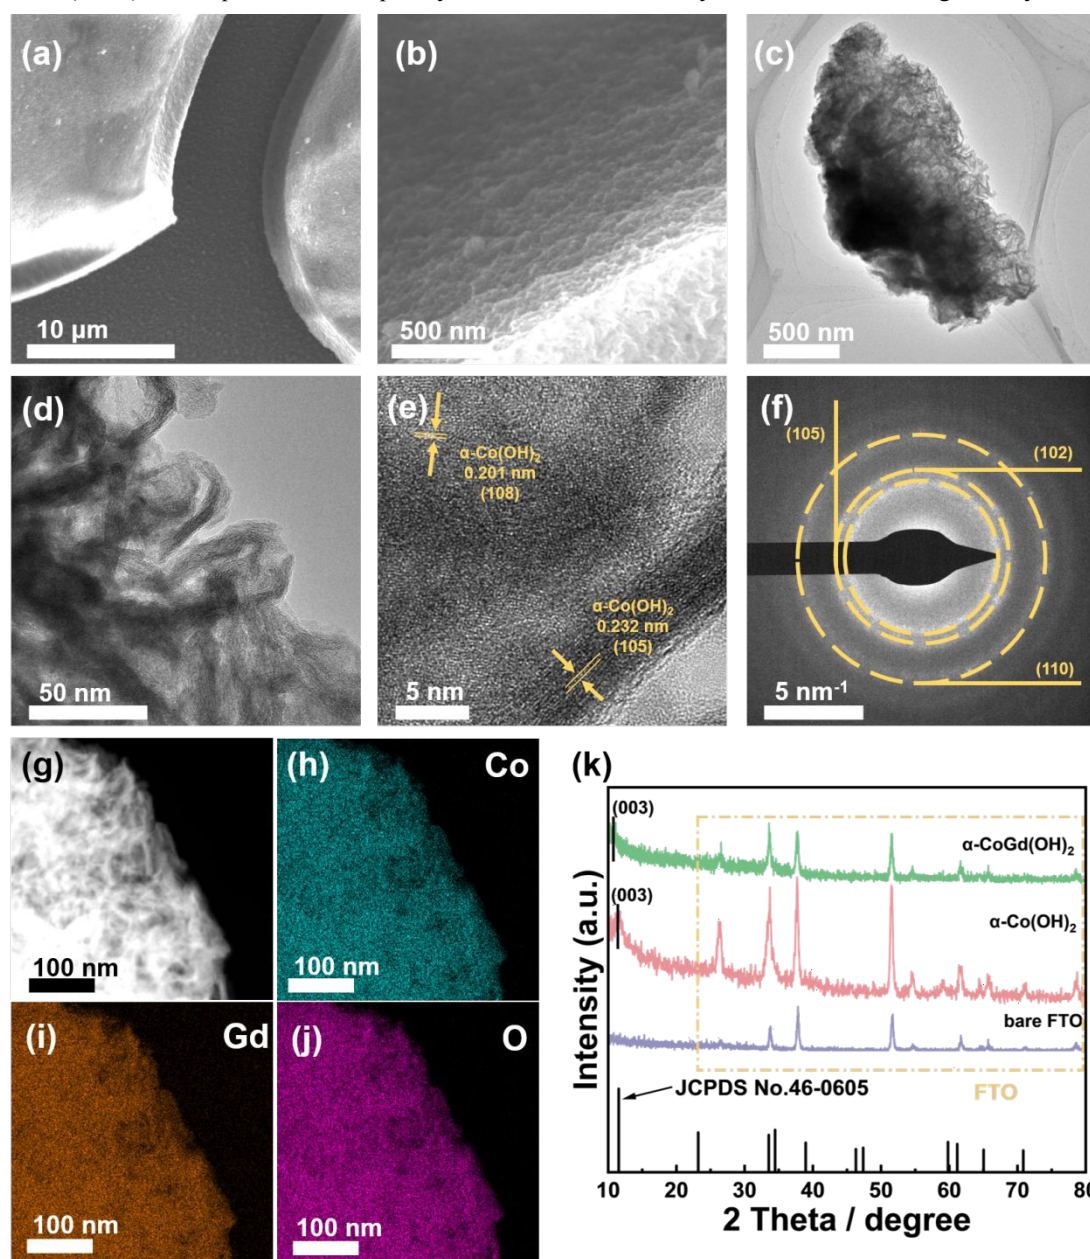 (a)
10 µm
(b)
500 nm
(c)
500 nm
(d)
50 nm
(e)
α-Co(OH)₂
0.201 nm
(108)
α-Co(OH)₂
0.232 nm
(105)
5 nm
(f)
(105)
(102)
(110)
5 nm⁻¹
(g)
100 nm
(h)
Co
100 nm
(i)
Gd
100 nm
(j)
O
100 nm
(k)
(003)
α-CoGd(OH)₂
(003)
α-Co(OH)₂
bare FTO
FTO
JCPDS No.46-0605
Intensity (a.u.)
10 20 30 40 50 60 70 80
2 Theta / degree